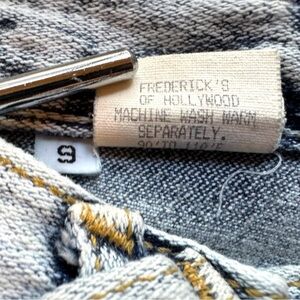 FREDERICK'S
OF HOLLYWOOD
MACHINE WASH WARM
SEPARATELY.
9